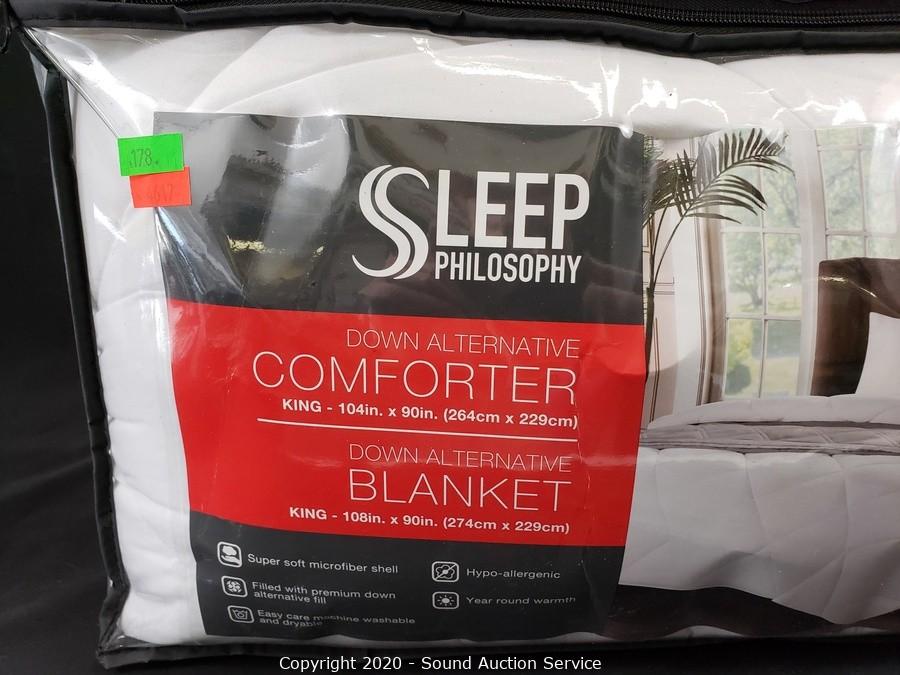 178.
SLEEP
PHILOSOPHY
DOWN ALTERNATIVE
COMFORTER
KING - 104in. x 90in. (264cm x 229cm)
DOWN ALTERNATIVE
BLANKET
KING - 108in. x 90in. (274cm x 229cm)
Super soft microfiber shell
Filled with premium down
alternative fill
Easy care machine washable
and dryable
Hypo-allergenic
Year round warmth
Copyright 2020 - Sound Auction Service